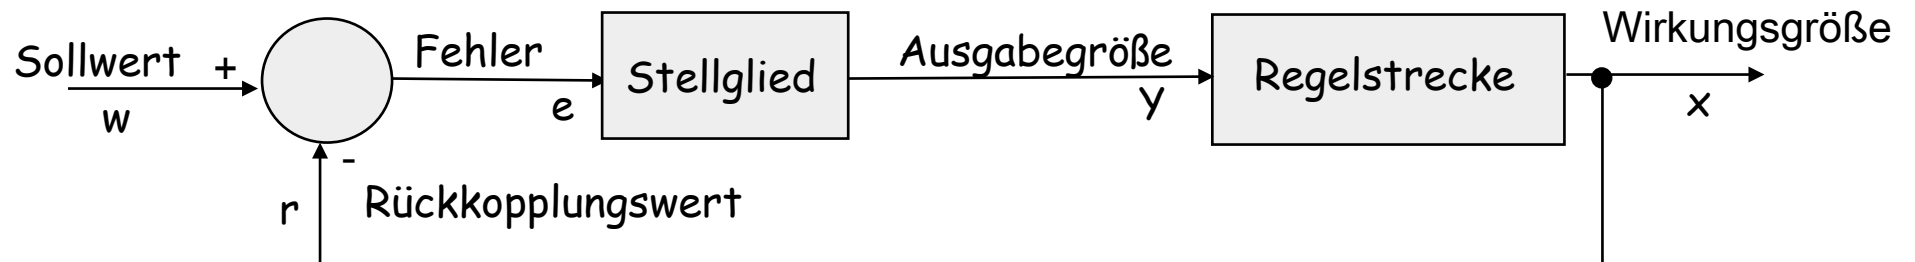 Sollwert +
w
Fehler
e
Stellglied
Ausgabegröße
y
Regelstrecke
Wirkungsgröße
x
-
r
Rückkopplungswert